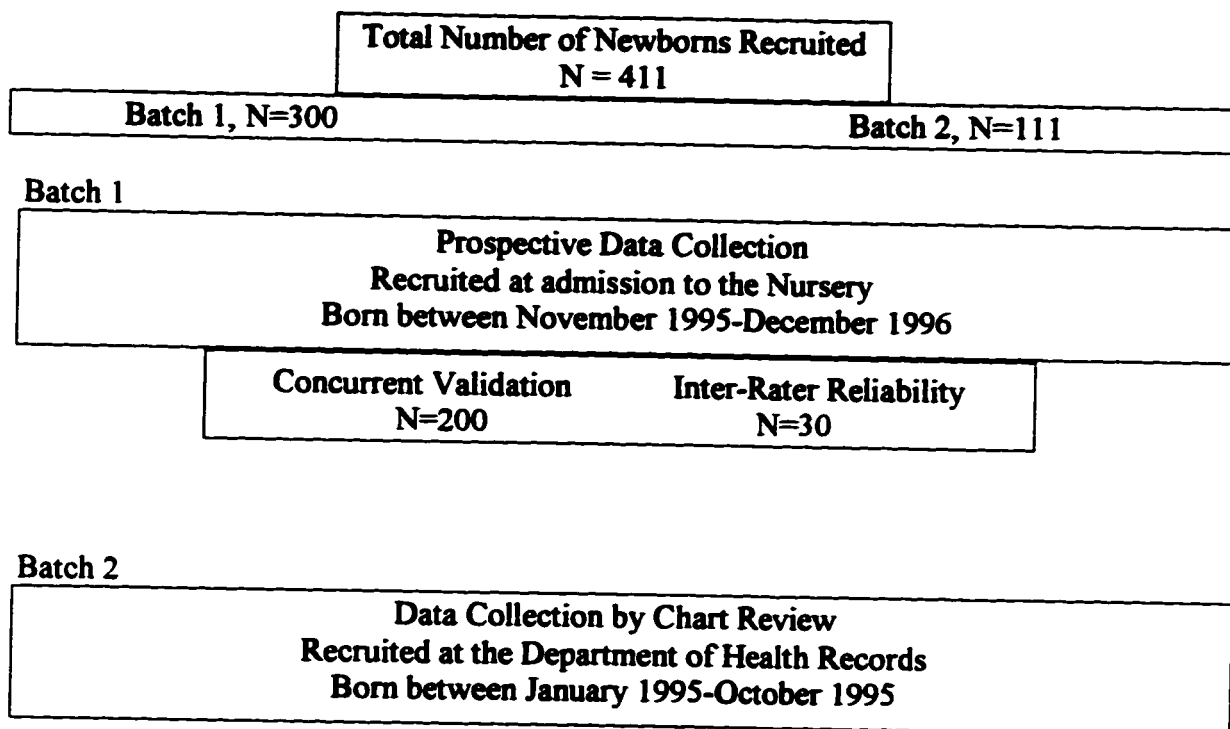 Total Number of Newborns Recruited
N = 411
Batch 1, N=300 Batch 2, N=111
Batch 1
Prospective Data Collection
Recruited at admission to the Nursery
Born between November 1995-December 1996
Concurrent Validation Inter-Rater Reliability
N=200 N=30
Batch 2
Data Collection by Chart Review
Recruited at the Department of Health Records
Born between January 1995-October 1995